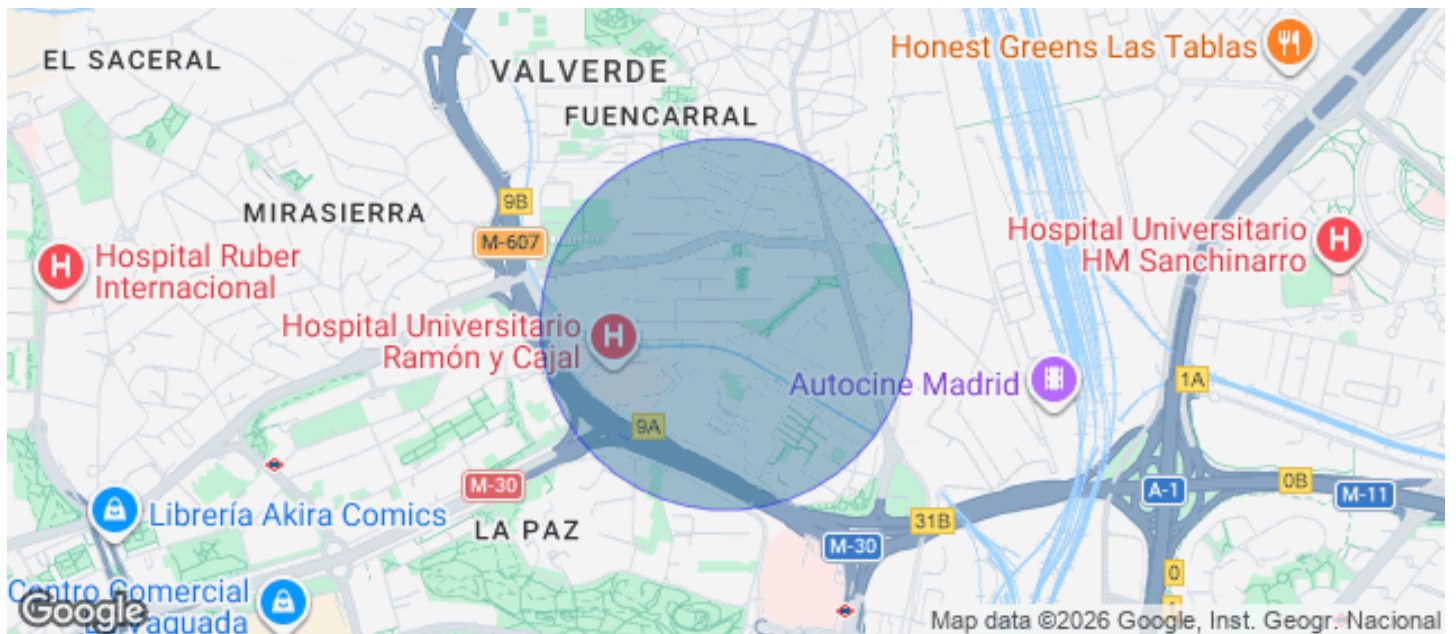 EL SACERAL
VALVERDE
FUENCARRAL
Honest Greens Las Tablas
9B
MIRASIERRA
M-607
Hospital Ruber
Internacional
Hospital Universitario
HM Sanchinarro
Hospital Universitario
Ramón y Cajal
Autocine Madrid
1A
9A
M-30
A-1
0B
M-11
Librería Akira Comics
LA PAZ
31B
M-30
0
Centro Comercial
Google
Map data ©2026 Google, Inst. Geogr. Nacional